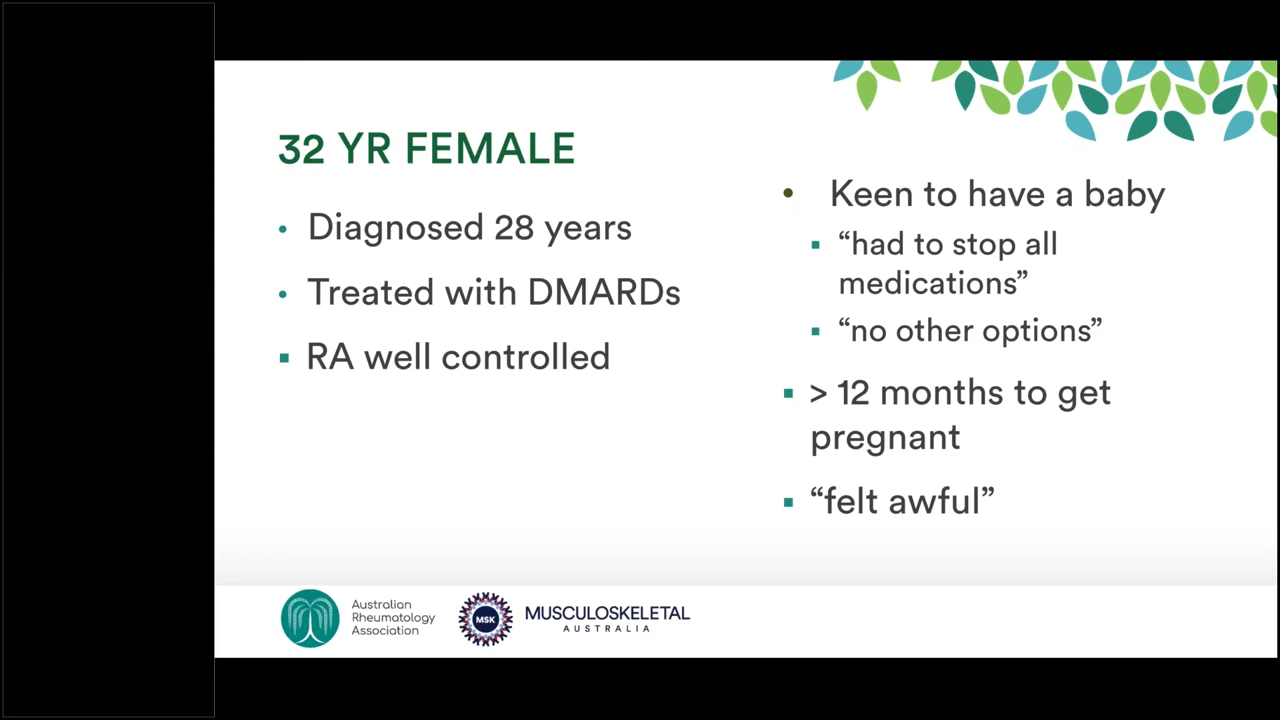 32 YR FEMALE
• Diagnosed 28 years
• Treated with DMARDs
▪ RA well controlled
• Keen to have a baby
▪ “had to stop all
medications”
▪ “no other options”
▪ > 12 months to get
pregnant
▪ “felt awful”
Australian
Rheumatology
Association
MSK
MUSCULOSKELETAL
AUSTRALIA